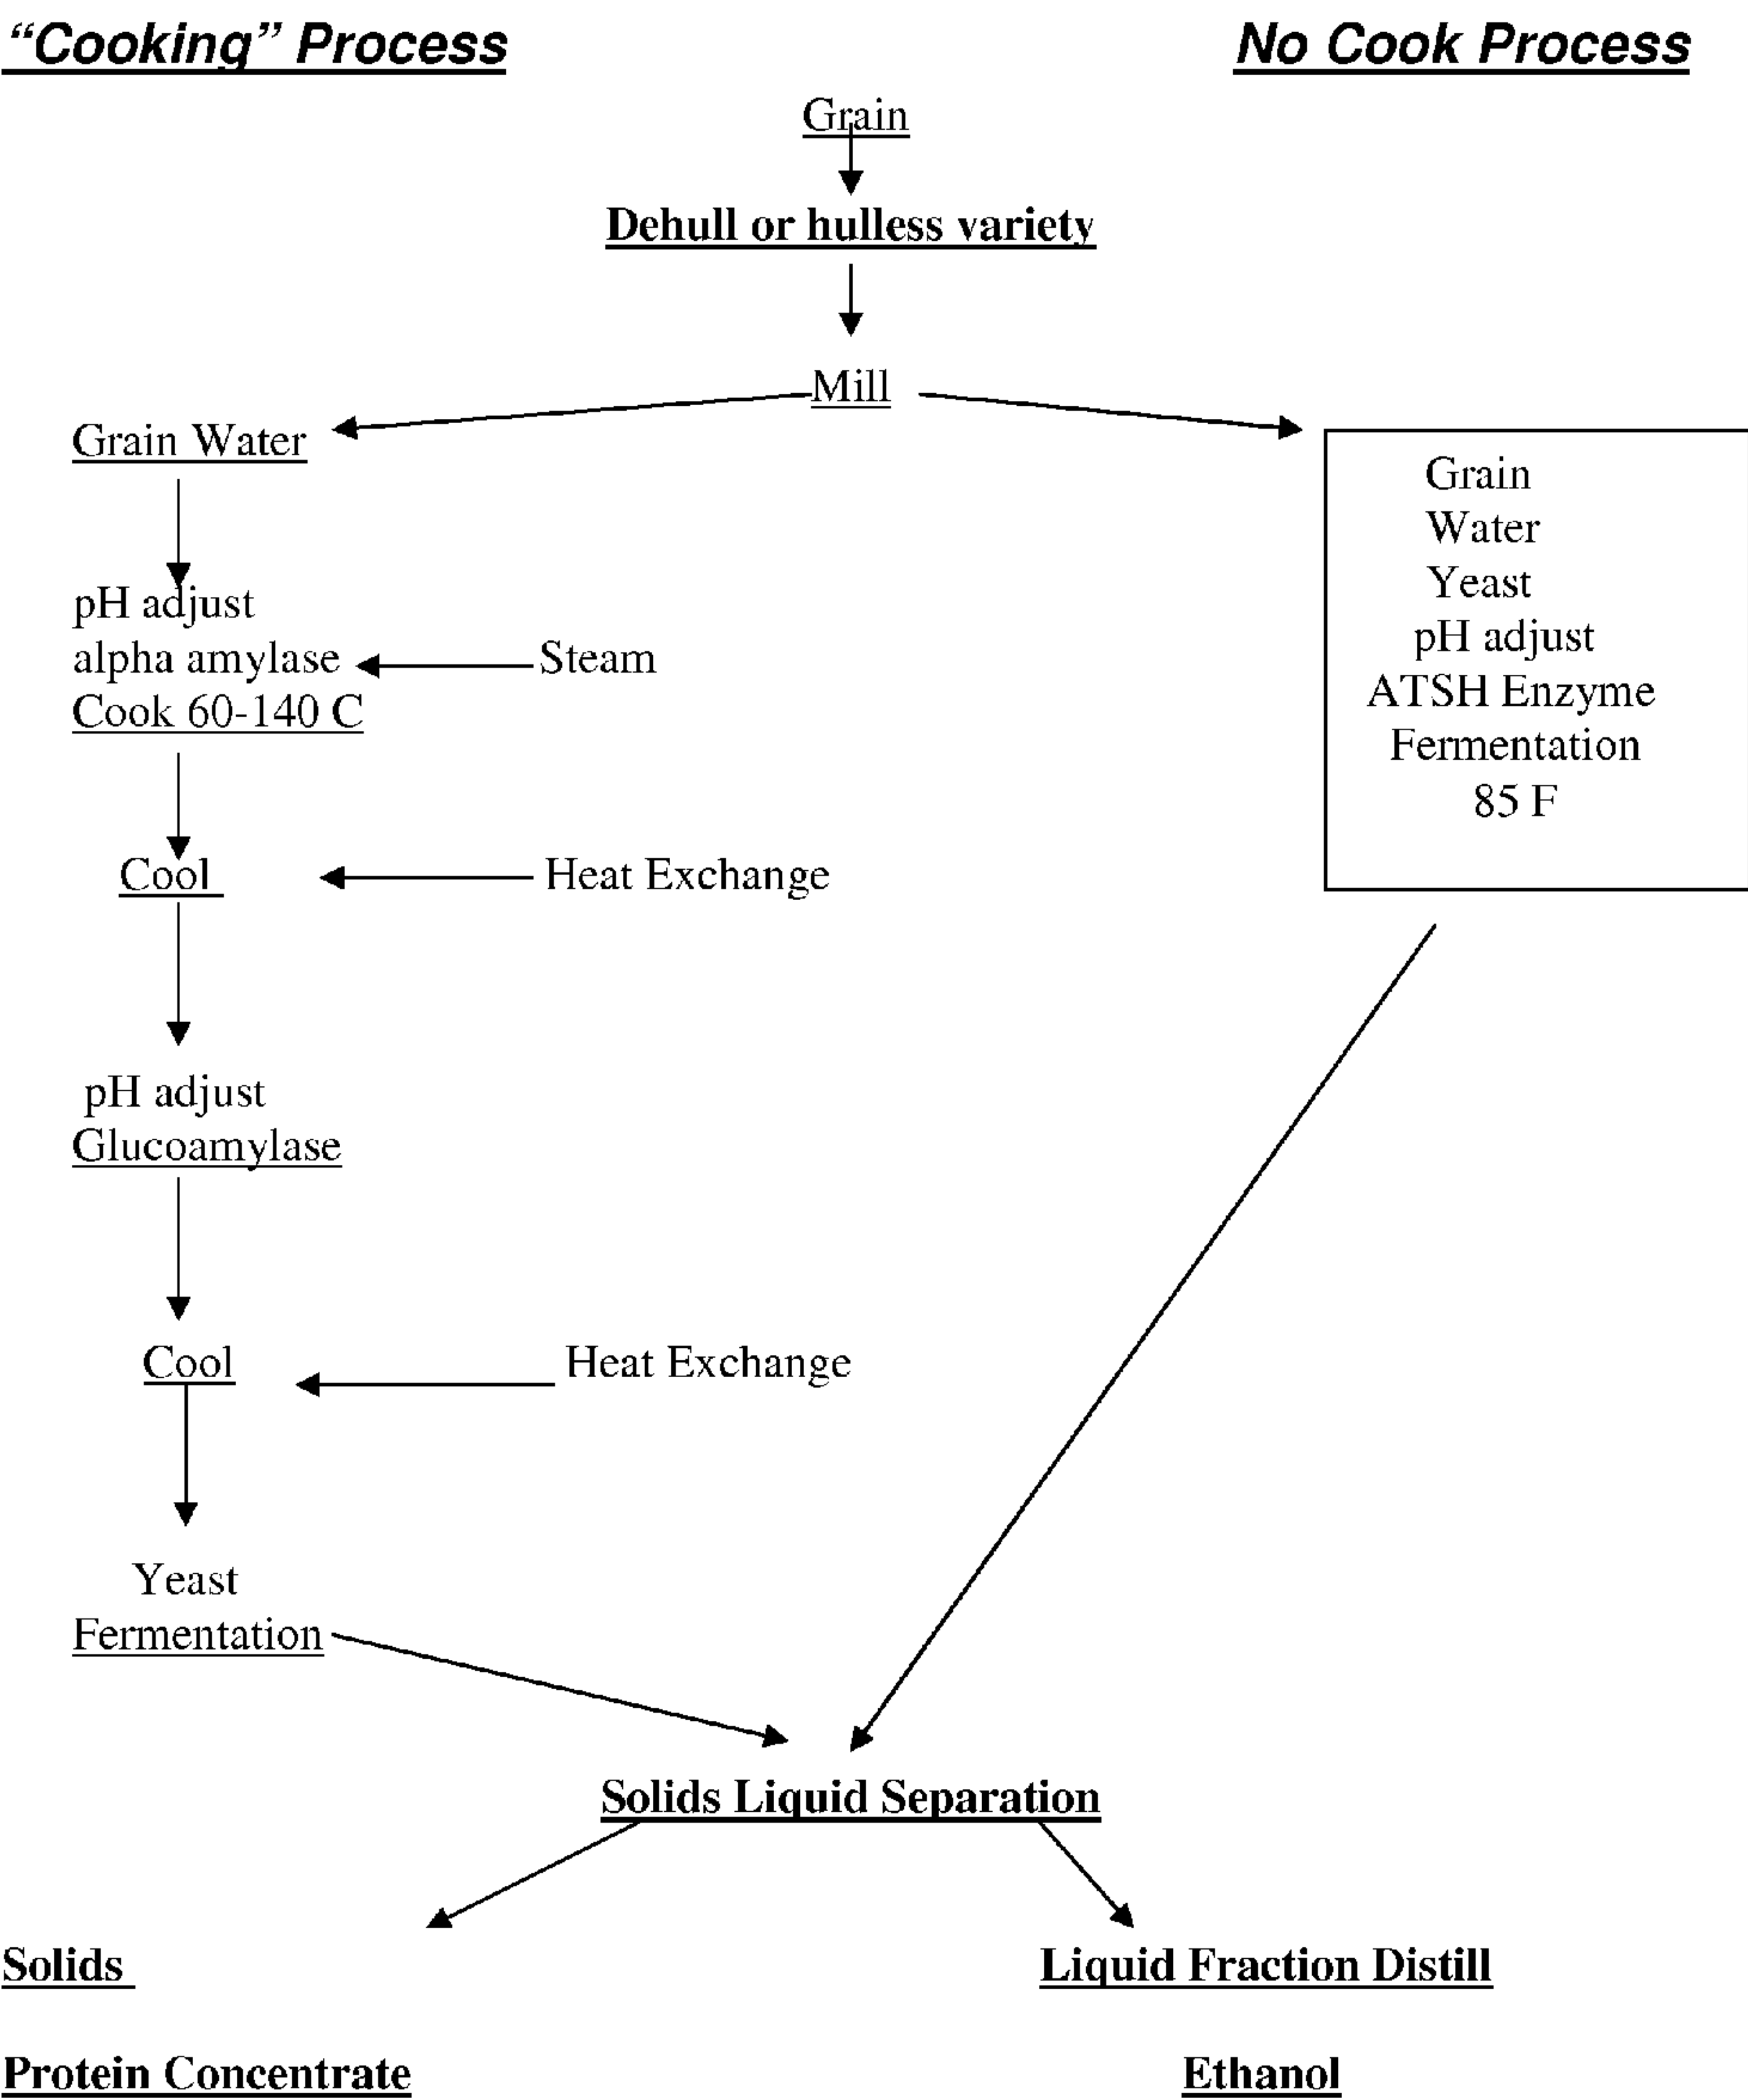 “Cooking” Process
No Cook Process
Grain
Dehull or hulless variety
Mill
Grain Water
pH adjust
alpha amylase
Cook 60-140 C
Steam
Cool
Heat Exchange
pH adjust
Glucoamylase
Cool
Heat Exchange
Yeast
Fermentation
Grain
Water
Yeast
pH adjust
ATSH Enzyme
Fermentation
85 F
Solids Liquid Separation
Solids
Liquid Fraction Distill
Protein Concentrate
Ethanol